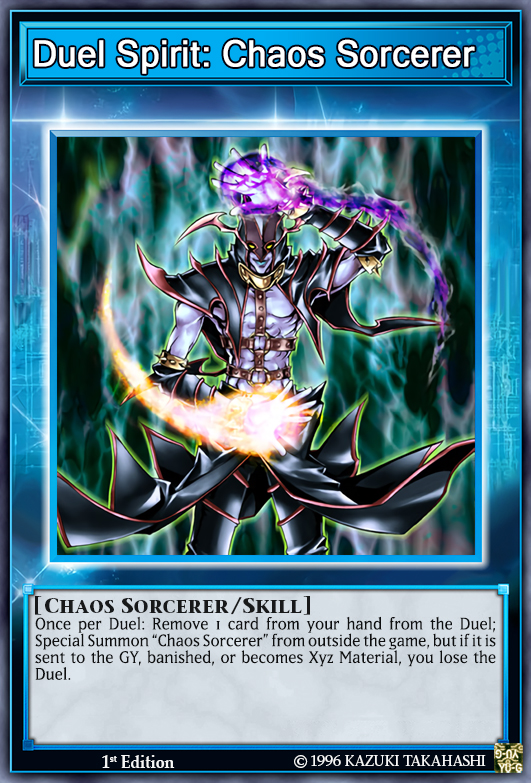 Duel Spirit: Chaos Sorcerer
[Chaos Sorcerer/Skill]
Once per Duel: Remove 1 card from your hand from the Duel;
Special Summon “Chaos Sorcerer” from outside the game, but if it is
sent to the GY, banished, or becomes Xyz Material, you lose the
Duel.
1st Edition
© 1996 KAZUKI TAKAHASHI